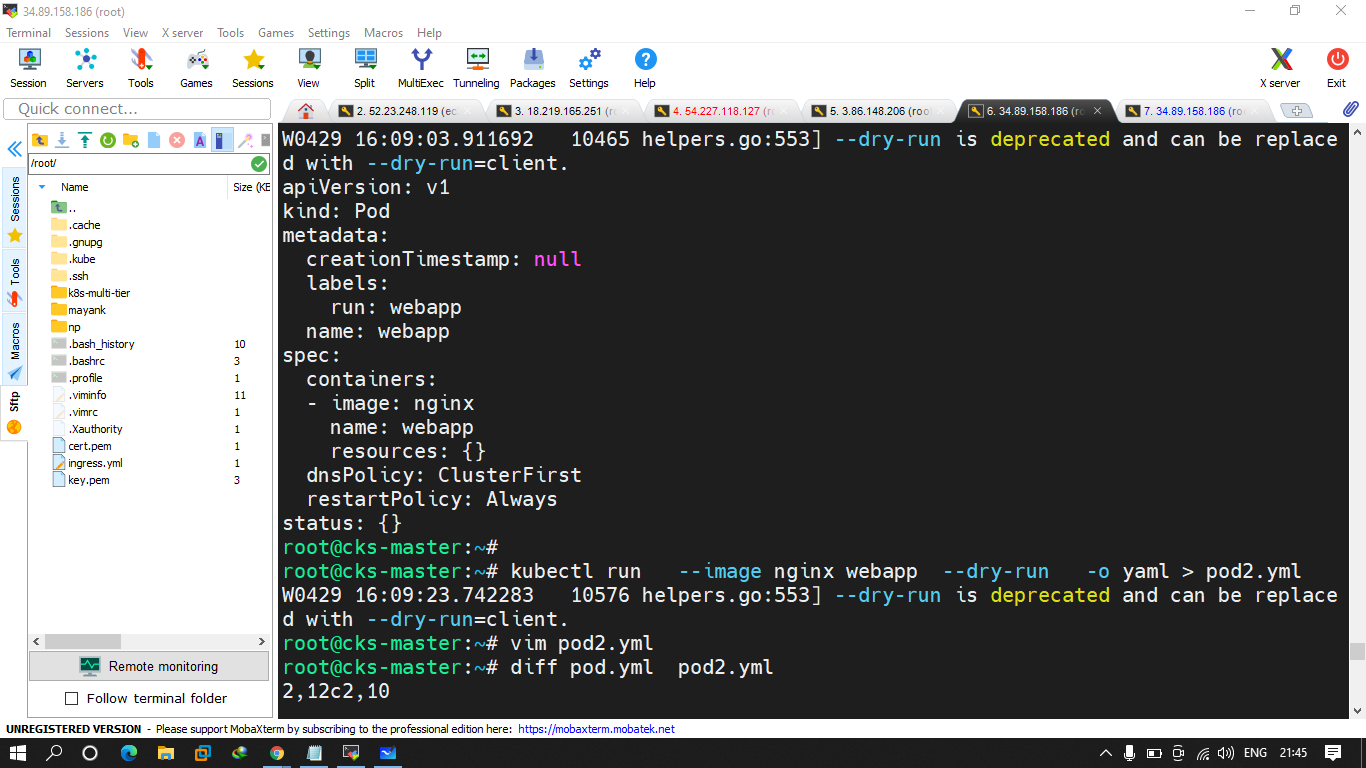 34.89.158.186 (root)
Terminal Sessions View X server Tools Games Settings Macros Help
Session Servers Tools Games Sessions View Split MultiExec Tunneling Packages Settings Help X server Exit
Quick connect...
2. 52.23.248.119 (ec
3. 18.219.165.251 (ro
4. 54.227.118.127 (ro
5. 3.86.148.206 (root
6. 34.89.158.186 (ro
7. 34.89.158.186 (ro
/root/
Name Size (KB
..
.cache
.gnupg
.kube
.ssh
k8s-multi-tier
mayank
np
.bash_history 10
.bashrc 3
.profile 1
.viminfo 11
.vimrc 1
.Xauthority 1
cert.pem 1
ingress.yml 1
key.pem 3
Sessions
Tools
Macros
Sftp
Remote monitoring
Follow terminal folder
W0429 16:09:03.911692   10465 helpers.go:553] --dry-run is deprecated and can be replace
d with --dry-run=client.
apiVersion: v1
kind: Pod
metadata:
  creationTimestamp: null
  labels:
    run: webapp
  name: webapp
spec:
  containers:
  - image: nginx
    name: webapp
    resources: {}
  dnsPolicy: ClusterFirst
  restartPolicy: Always
status: {}
root@cks-master:~#
root@cks-master:~# kubectl run   --image nginx webapp  --dry-run   -o yaml > pod2.yml
W0429 16:09:23.742283   10576 helpers.go:553] --dry-run is deprecated and can be replace
d with --dry-run=client.
root@cks-master:~# vim pod2.yml
root@cks-master:~# diff pod.yml  pod2.yml
2,12c2,10
UNREGISTERED VERSION - Please support MobaXterm by subscribing to the professional edition here: https://mobaxterm.mobatek.net
ENG 21:45